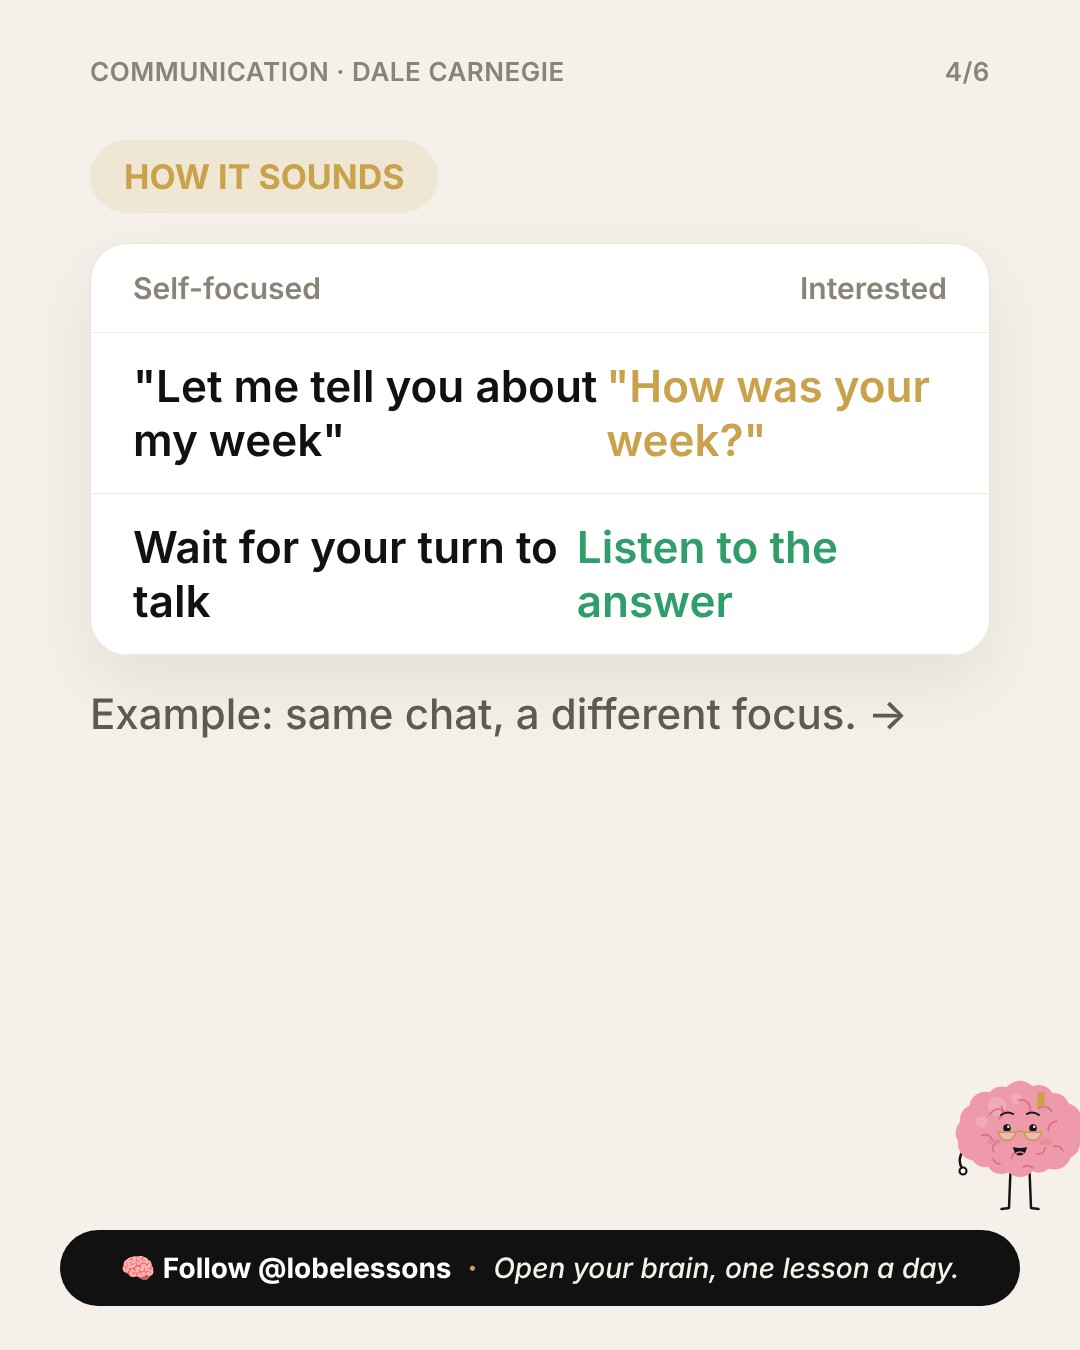 COMMUNICATION · DALE CARNEGIE 4/6
HOW IT SOUNDS
Self-focused Interested
"Let me tell you about my week" "How was your week?"
Wait for your turn to talk Listen to the answer
Example: same chat, a different focus. →
🧠 Follow @lobelessons · Open your brain, one lesson a day.